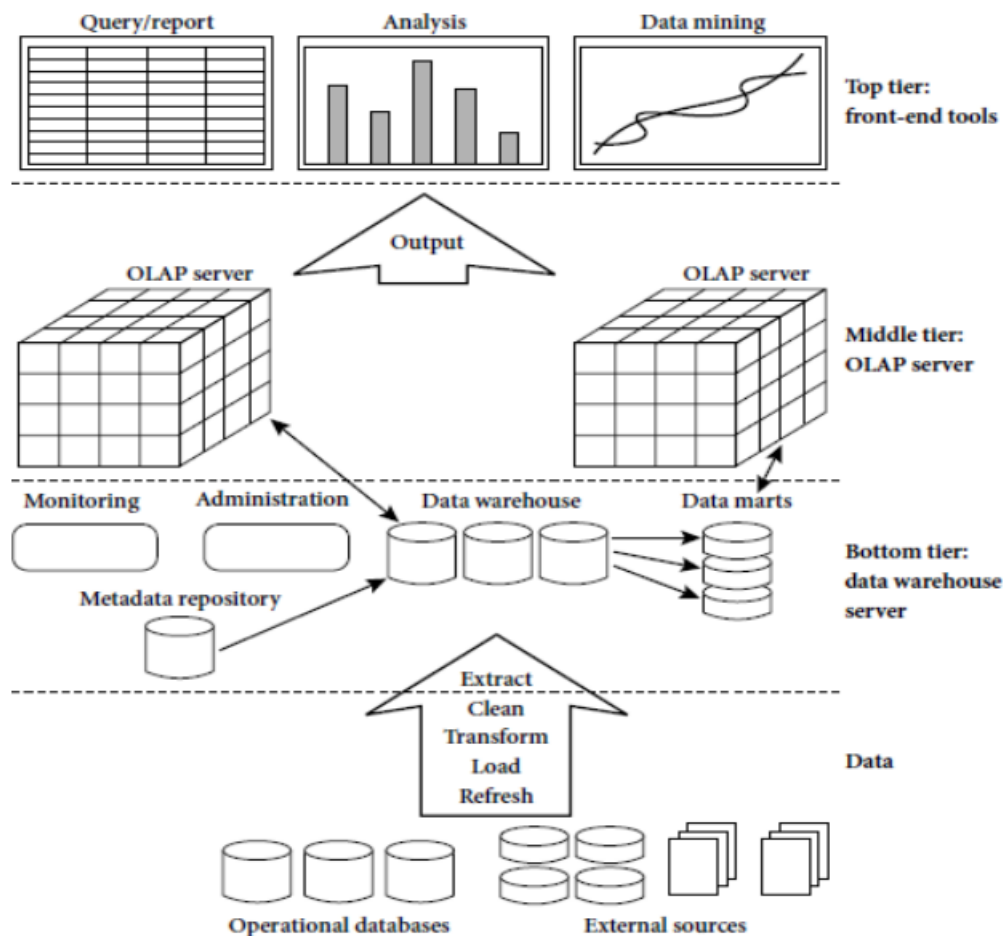 Query/report
Analysis
Data mining
Top tier:
front-end tools
Output
OLAP server
OLAP server
Middle tier:
OLAP server
Monitoring
Administration
Data warehouse
Data marts
Bottom tier:
data warehouse
server
Metadata repository
Extract
Clean
Transform
Load
Refresh
Data
Operational databases
External sources